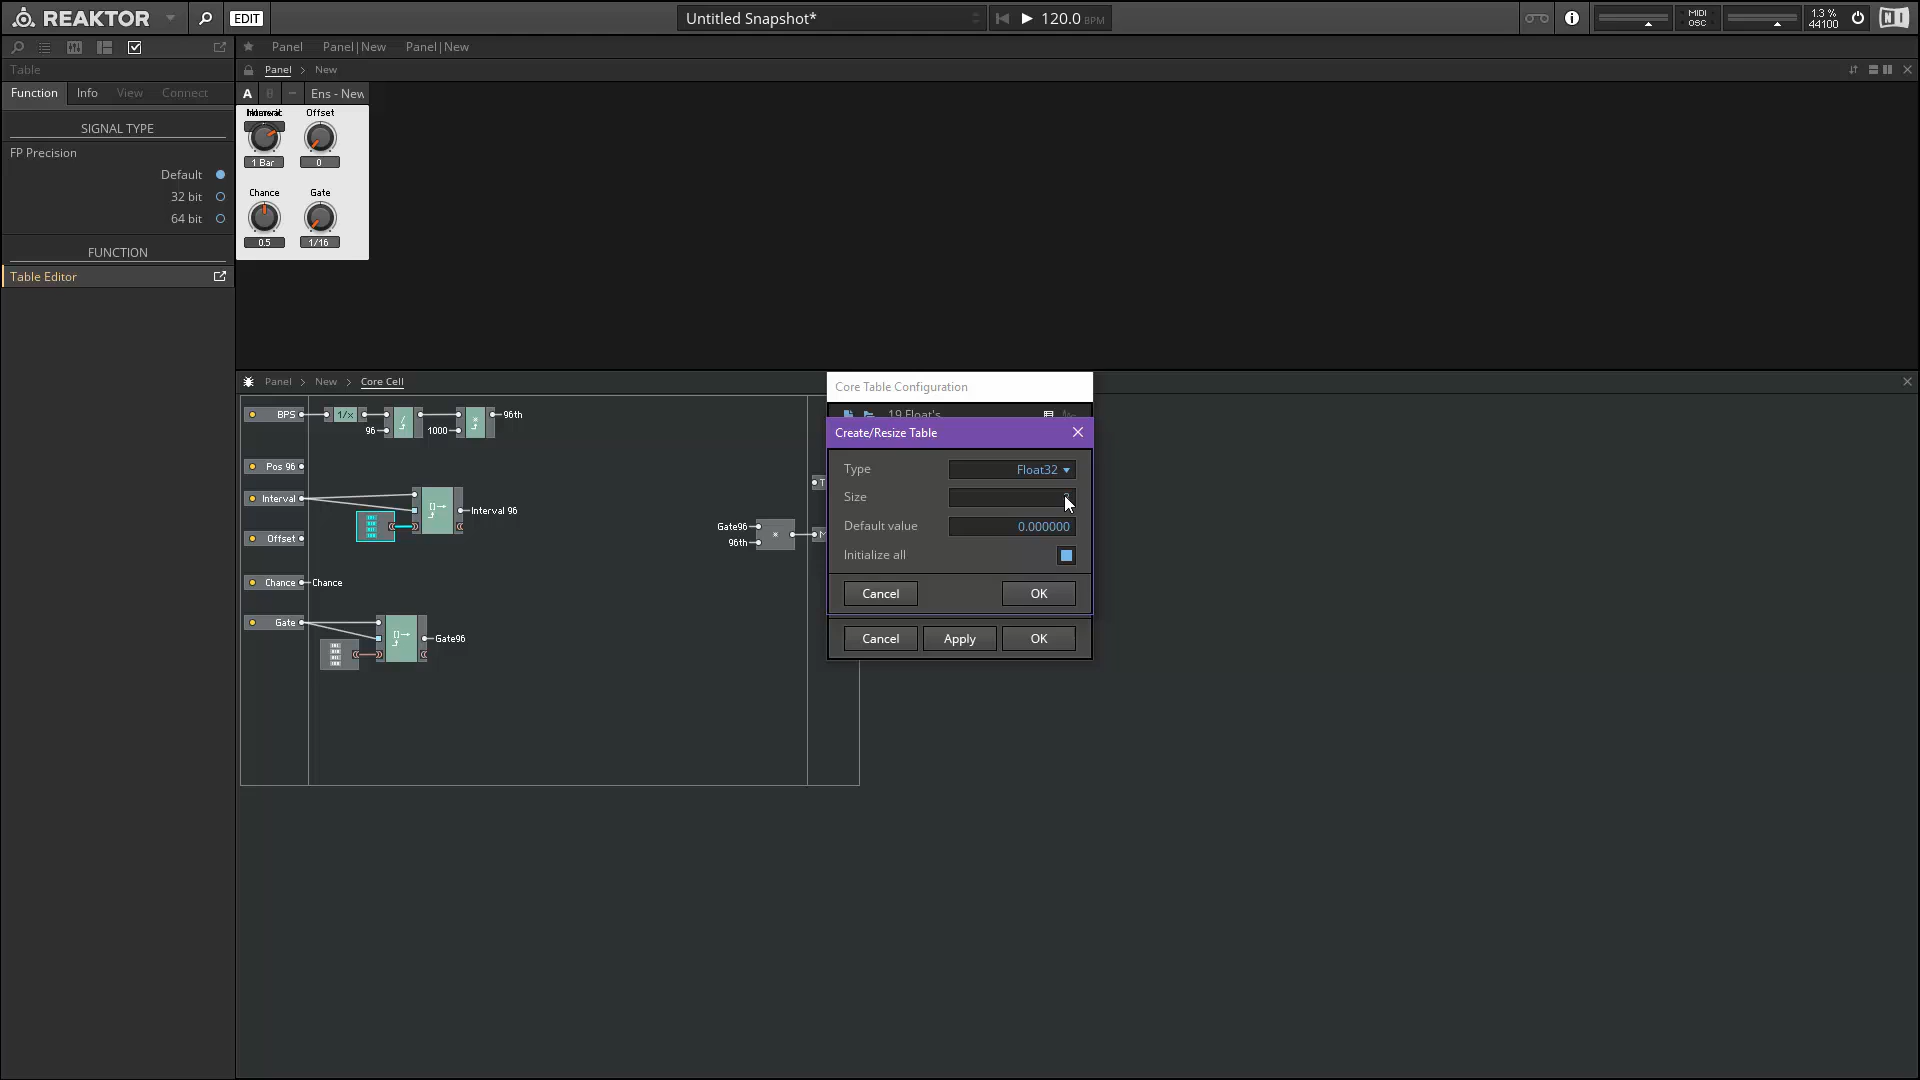 REAKTOR
EDIT
Untitled Snapshot*
120.0 BPM
MIDI
OSC
1.3 %
44100
Panel
Panel|New
Panel|New
Table
Panel > New
Function
Info
View
Connect
A
B
Ens - New
Offset
1 Bar
0
Chance
Gate
0.5
1/16
SIGNAL TYPE
FP Precision
Default
32 bit
64 bit
FUNCTION
Table Editor
Panel > New > Core Cell
BPS
1/x
/
*
96th
96
1000
Pos 96
Interval
[]→
Interval 96
Offset
Chance
Chance
Gate
[]→
Gate96
Gate96
96th
*
T
M
Core Table Configuration
19 Float's
Create/Resize Table
Type
Float32
Size
Default value
0.000000
Initialize all
Cancel
OK
Cancel
Apply
OK